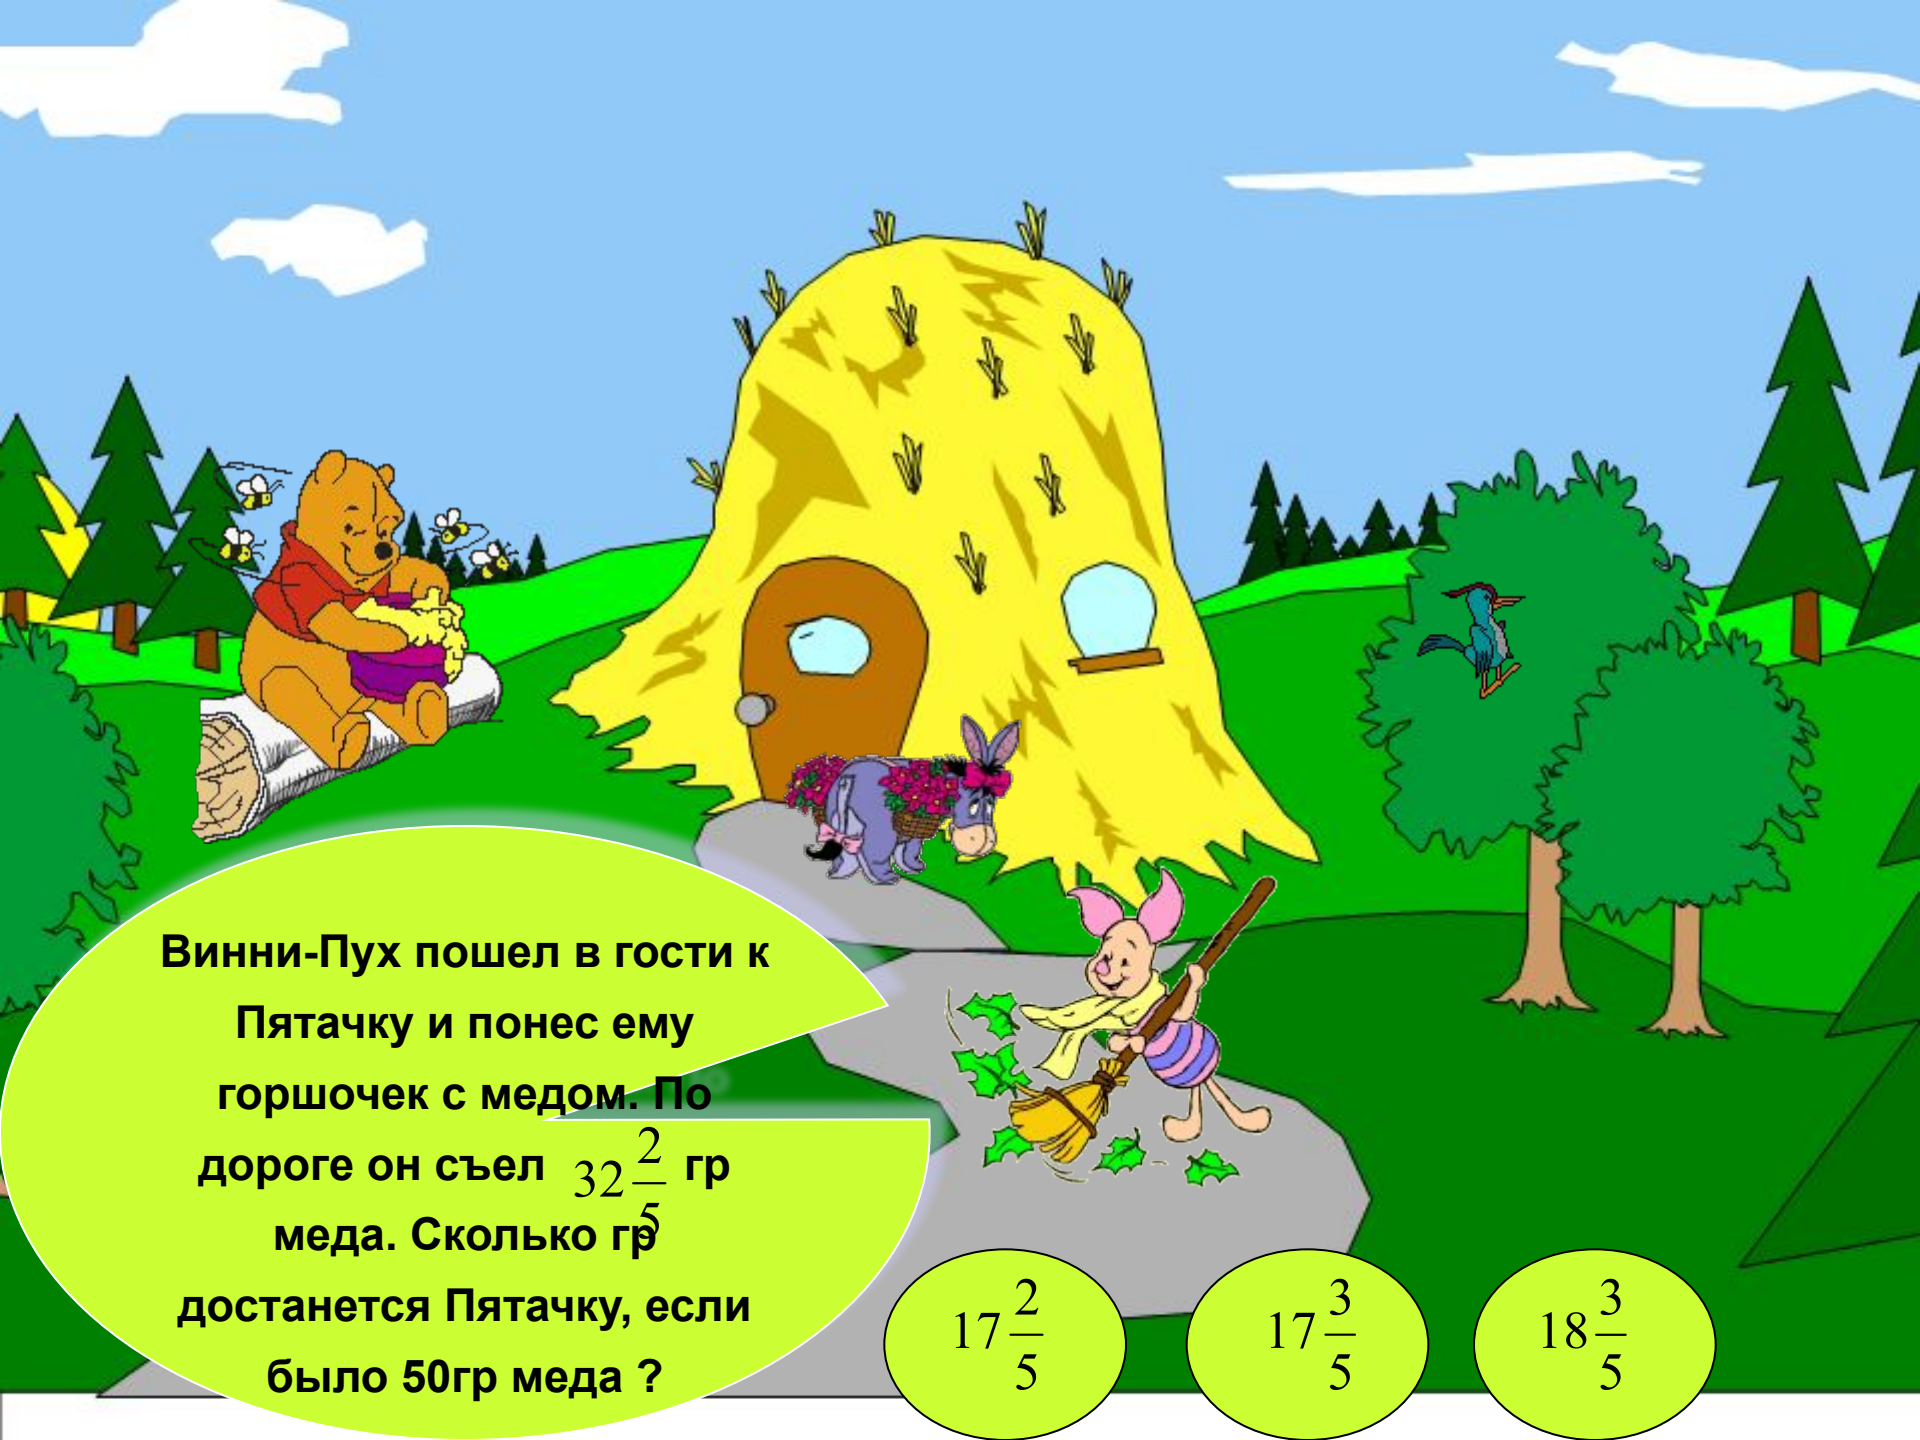 Винни-Пух пошел в гости к
Пятачку и понес ему
горшочек с медом. По
дороге он съел 32 2/5 гр
меда. Сколько гр
достанется Пятачку, если
было 50гр меда ?
17 2/5
17 3/5
18 3/5